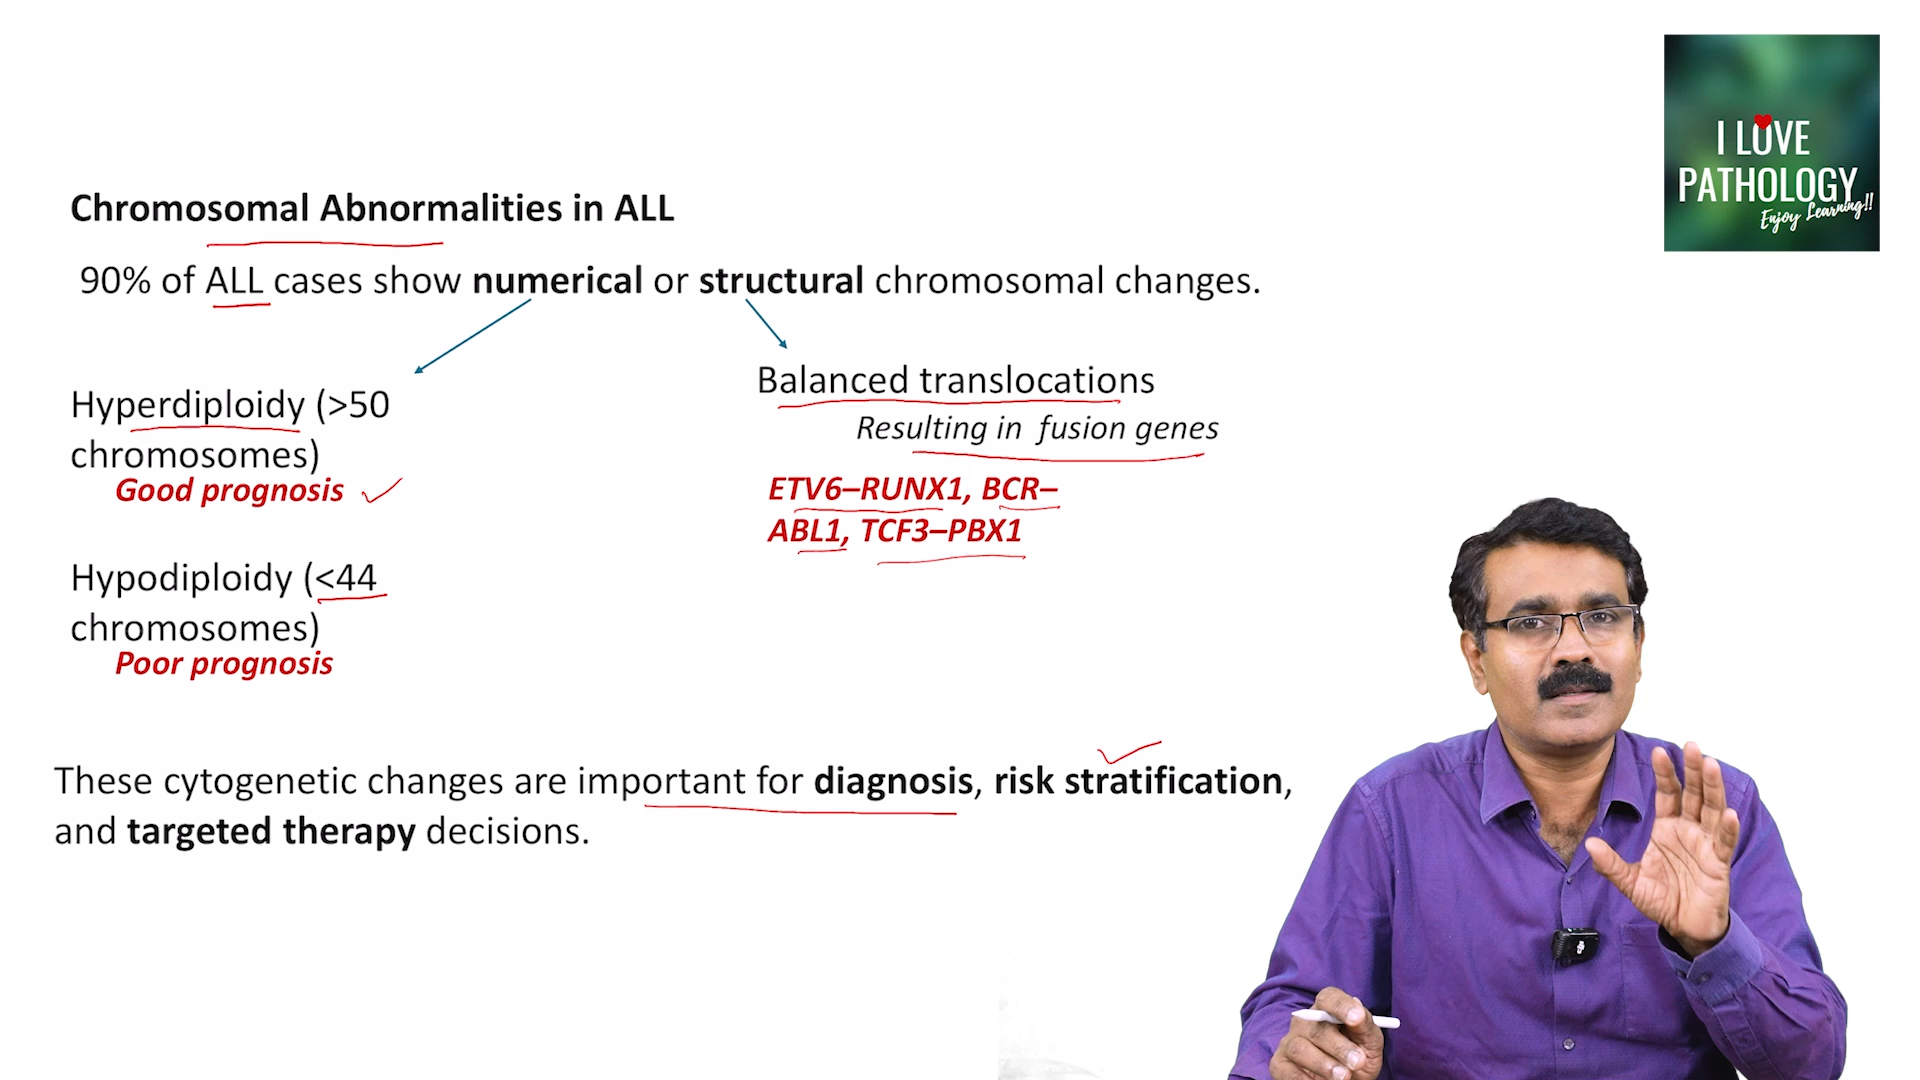 I LOVE
PATHOLOGY
Enjoy Learning!!
Chromosomal Abnormalities in ALL
90% of ALL cases show numerical or structural chromosomal changes.
Hyperdiploidy (>50
chromosomes)
Good prognosis
Hypodiploidy (<44
chromosomes)
Poor prognosis
Balanced translocations
Resulting in fusion genes
ETV6–RUNX1, BCR–
ABL1, TCF3–PBX1
These cytogenetic changes are important for diagnosis, risk stratification,
and targeted therapy decisions.